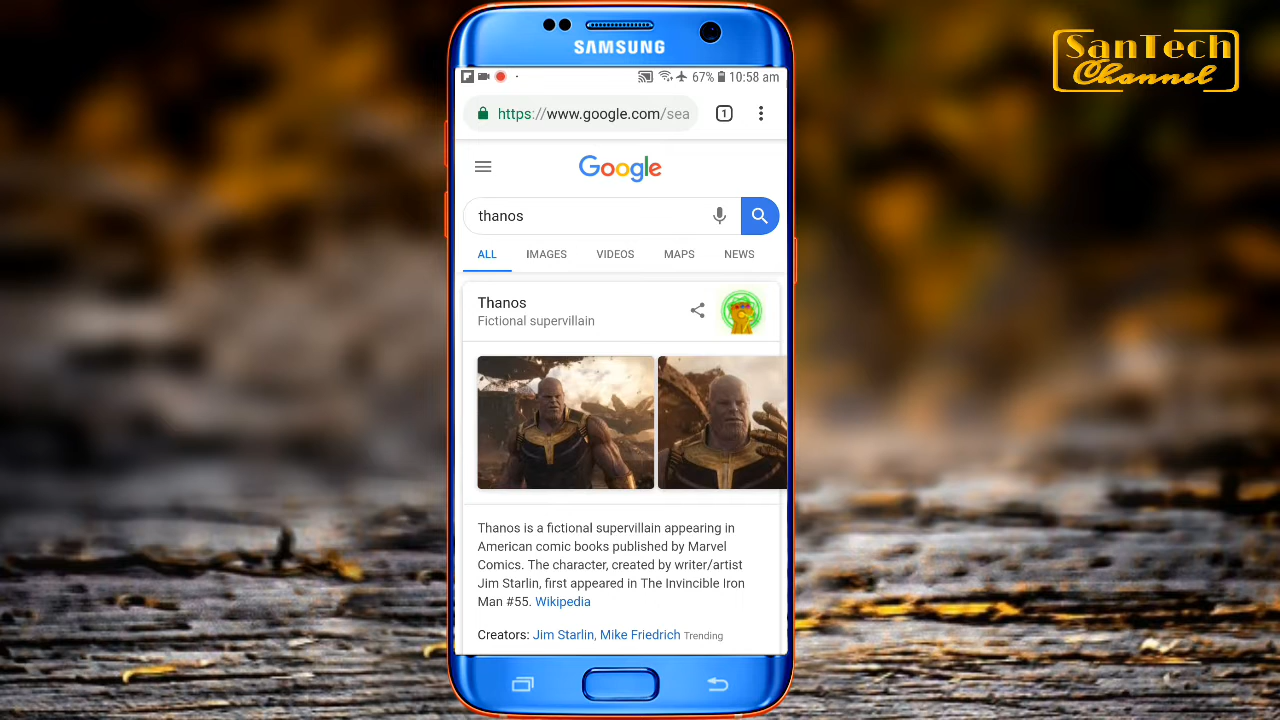 SanTech
Channel
SAMSUNG
67% 10:58 am
https://www.google.com/sea
1
Google
thanos
ALL IMAGES VIDEOS MAPS NEWS
Thanos
Fictional supervillain
Thanos is a fictional supervillain appearing in
American comic books published by Marvel
Comics. The character, created by writer/artist
Jim Starlin, first appeared in The Invincible Iron
Man #55. Wikipedia
Creators: Jim Starlin, Mike Friedrich Trending